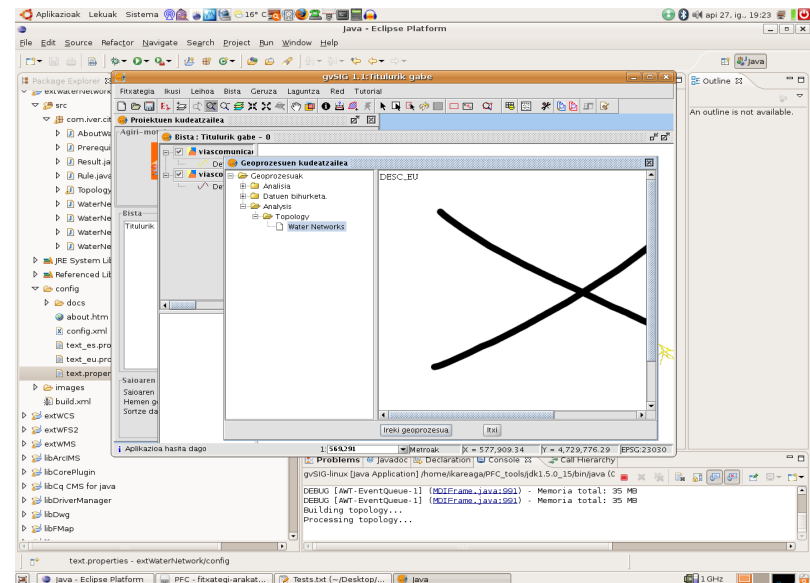 Aplikazioak Lekuak Sistema 16° C api 27, ig., 19:23
Java - Eclipse Platform
File Edit Source Refactor Navigate Search Project Run Window Help
Java
Package Explorer
Outline
An outline is not available.
extWaterNetwork
src
com.iver.cit
AboutWa
Prerequi
Result.ja
Rule.java
Topology
WaterNe
WaterNe
WaterNe
WaterNe
JRE System Lib
Referenced Lib
config
docs
about.htm
config.xml
text_es.pro
text_eu.pro
text.proper
images
build.xml
extWCS
extWFS2
extWMS
libArcIMS
libCorePlugin
libCq CMS for java
libDriverManager
libDwg
libFMap
gvSIG 1.1:Titulurik gabe
Fitxategia Ikusi Leihoa Bista Geruza Laguntza Red Tutorial
Proiektuen kudeatzailea
Agiri-mot
Bista : Titulurik gabe - 0
viascomunicac
De
viasco
De
Bista
Titulurik
Saioaren
Saioaren
Hemen g
Sortze da
Geoprozesuen kudeatzailea
Geoprozesuak
Analisia
Datuen bihurketa.
Analysis
Topology
Water Networks
DESC_EU
Ireki geoprozesua Itxi
Aplikazioa hasita dago 1: 569,291 Metroak X = 577,909.34 Y = 4,729,776.29 EPSG:23030
Problems Javadoc Declaration Console Call Hierarchy
gvSIG-linux [Java Application] /home/kareaga/PFC_tools/jdk1.5.0_15/bin/java (C
DEBUG [AWT-EventQueue-1] (MDIFrame.java:991) - Memoria total: 35 MB
DEBUG [AWT-EventQueue-1] (MDIFrame.java:991) - Memoria total: 35 MB
Building topology...
Processing topology...
text.properties - extWaterNetwork/config
Java - Eclipse Platform PFC - fitxategi-arakat... Tests.txt (~/Desktop/... Java 1 GHz